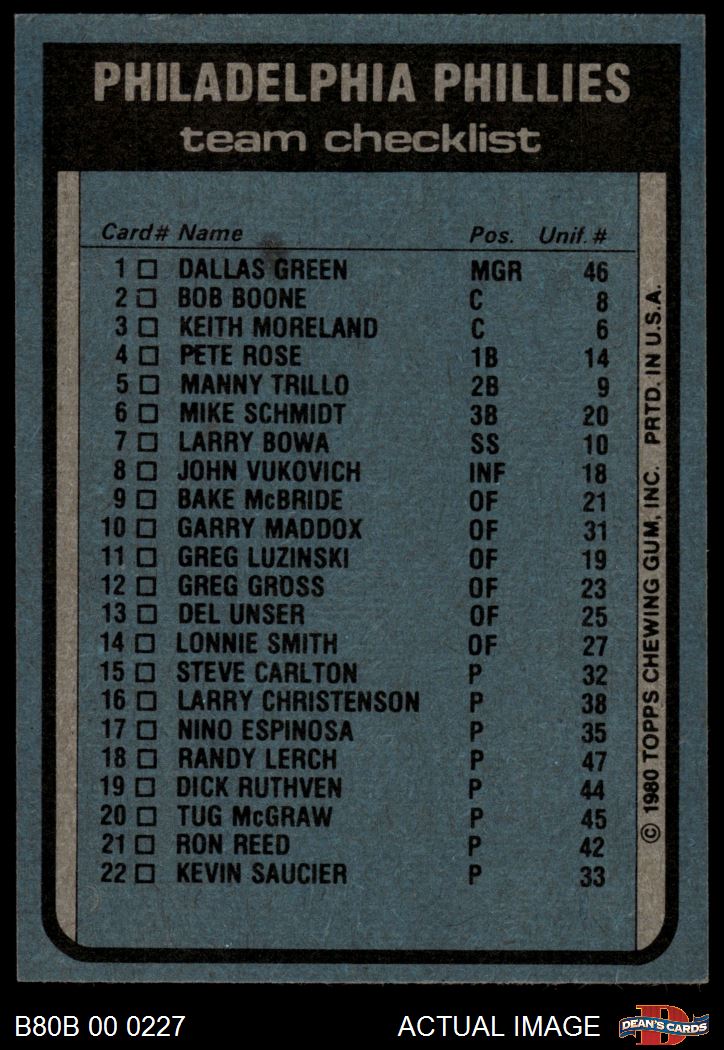 PHILADELPHIA PHILLIES
team checklist
Card# Name Pos. Unif. #
1 □ DALLAS GREEN MGR 46
2 □ BOB BOONE C 8
3 □ KEITH MORELAND C 6
4 □ PETE ROSE 1B 14
5 □ MANNY TRILLO 2B 9
6 □ MIKE SCHMIDT 3B 20
7 □ LARRY BOWA SS 10
8 □ JOHN VUKOVICH INF 18
9 □ BAKE McBRIDE OF 21
10 □ GARRY MADDOX OF 31
11 □ GREG LUZINSKI OF 19
12 □ GREG GROSS OF 23
13 □ DEL UNSER OF 25
14 □ LONNIE SMITH OF 27
15 □ STEVE CARLTON P 32
16 □ LARRY CHRISTENSON P 38
17 □ NINO ESPINOSA P 35
18 □ RANDY LERCH P 47
19 □ DICK RUTHVEN P 44
20 □ TUG McGRAW P 45
21 □ RON REED P 42
22 □ KEVIN SAUCIER P 33
© 1980 TOPPS CHEWING GUM, INC. PRTD. IN U.S.A.
B80B 00 0227 ACTUAL IMAGE
D
DEAN'S CARDS